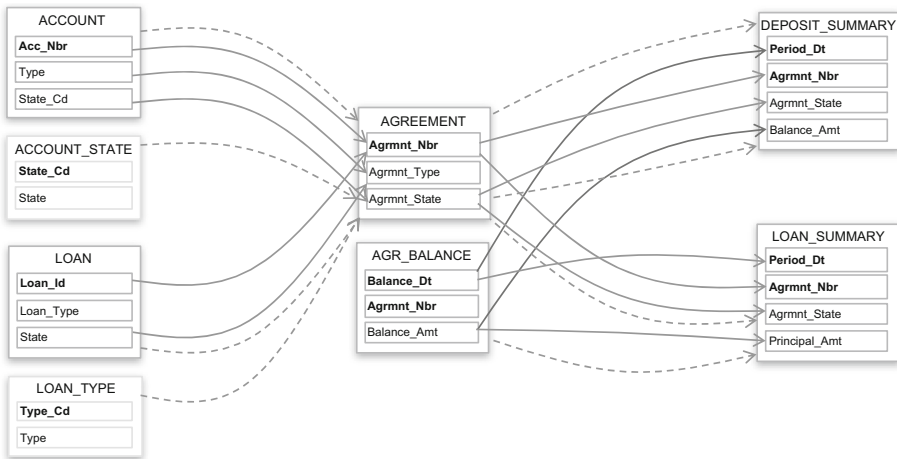 ACCOUNT
Acc_Nbr
Type
State_Cd
ACCOUNT_STATE
State_Cd
State
LOAN
Loan_Id
Loan_Type
State
LOAN_TYPE
Type_Cd
Type
AGREEMENT
Agrmnt_Nbr
Agrmnt_Type
Agrmnt_State
AGR_BALANCE
Balance_Dt
Agrmnt_Nbr
Balance_Amt
DEPOSIT_SUMMARY
Period_Dt
Agrmnt_Nbr
Agrmnt_State
Balance_Amt
LOAN_SUMMARY
Period_Dt
Agrmnt_Nbr
Agrmnt_State
Principal_Amt